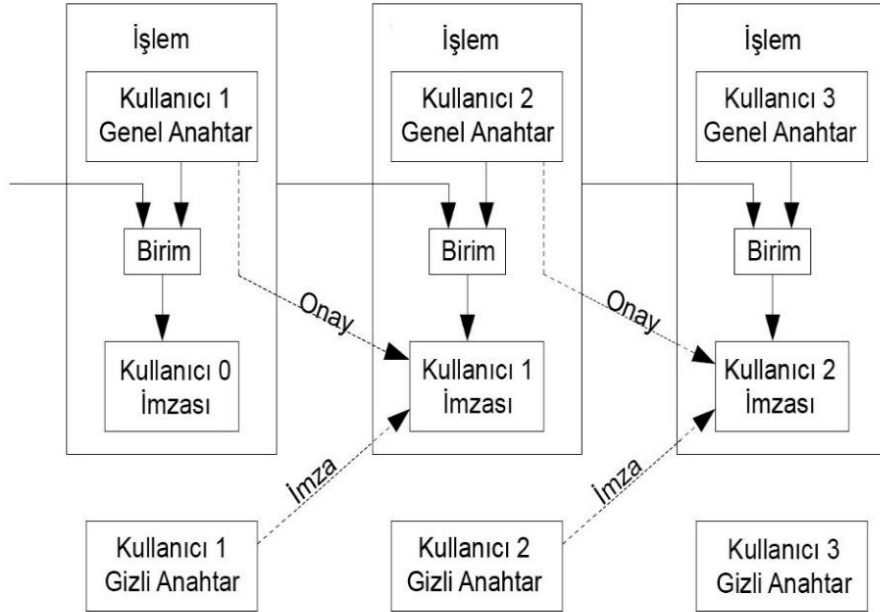 İşlem
Kullanıcı 1
Genel Anahtar
Birim
Kullanıcı 0
İmzası
İşlem
Kullanıcı 2
Genel Anahtar
Birim
Onay
Kullanıcı 1
İmzası
İşlem
Kullanıcı 3
Genel Anahtar
Birim
Onay
Kullanıcı 2
İmzası
İmza
İmza
Kullanıcı 1
Gizli Anahtar
Kullanıcı 2
Gizli Anahtar
Kullanıcı 3
Gizli Anahtar